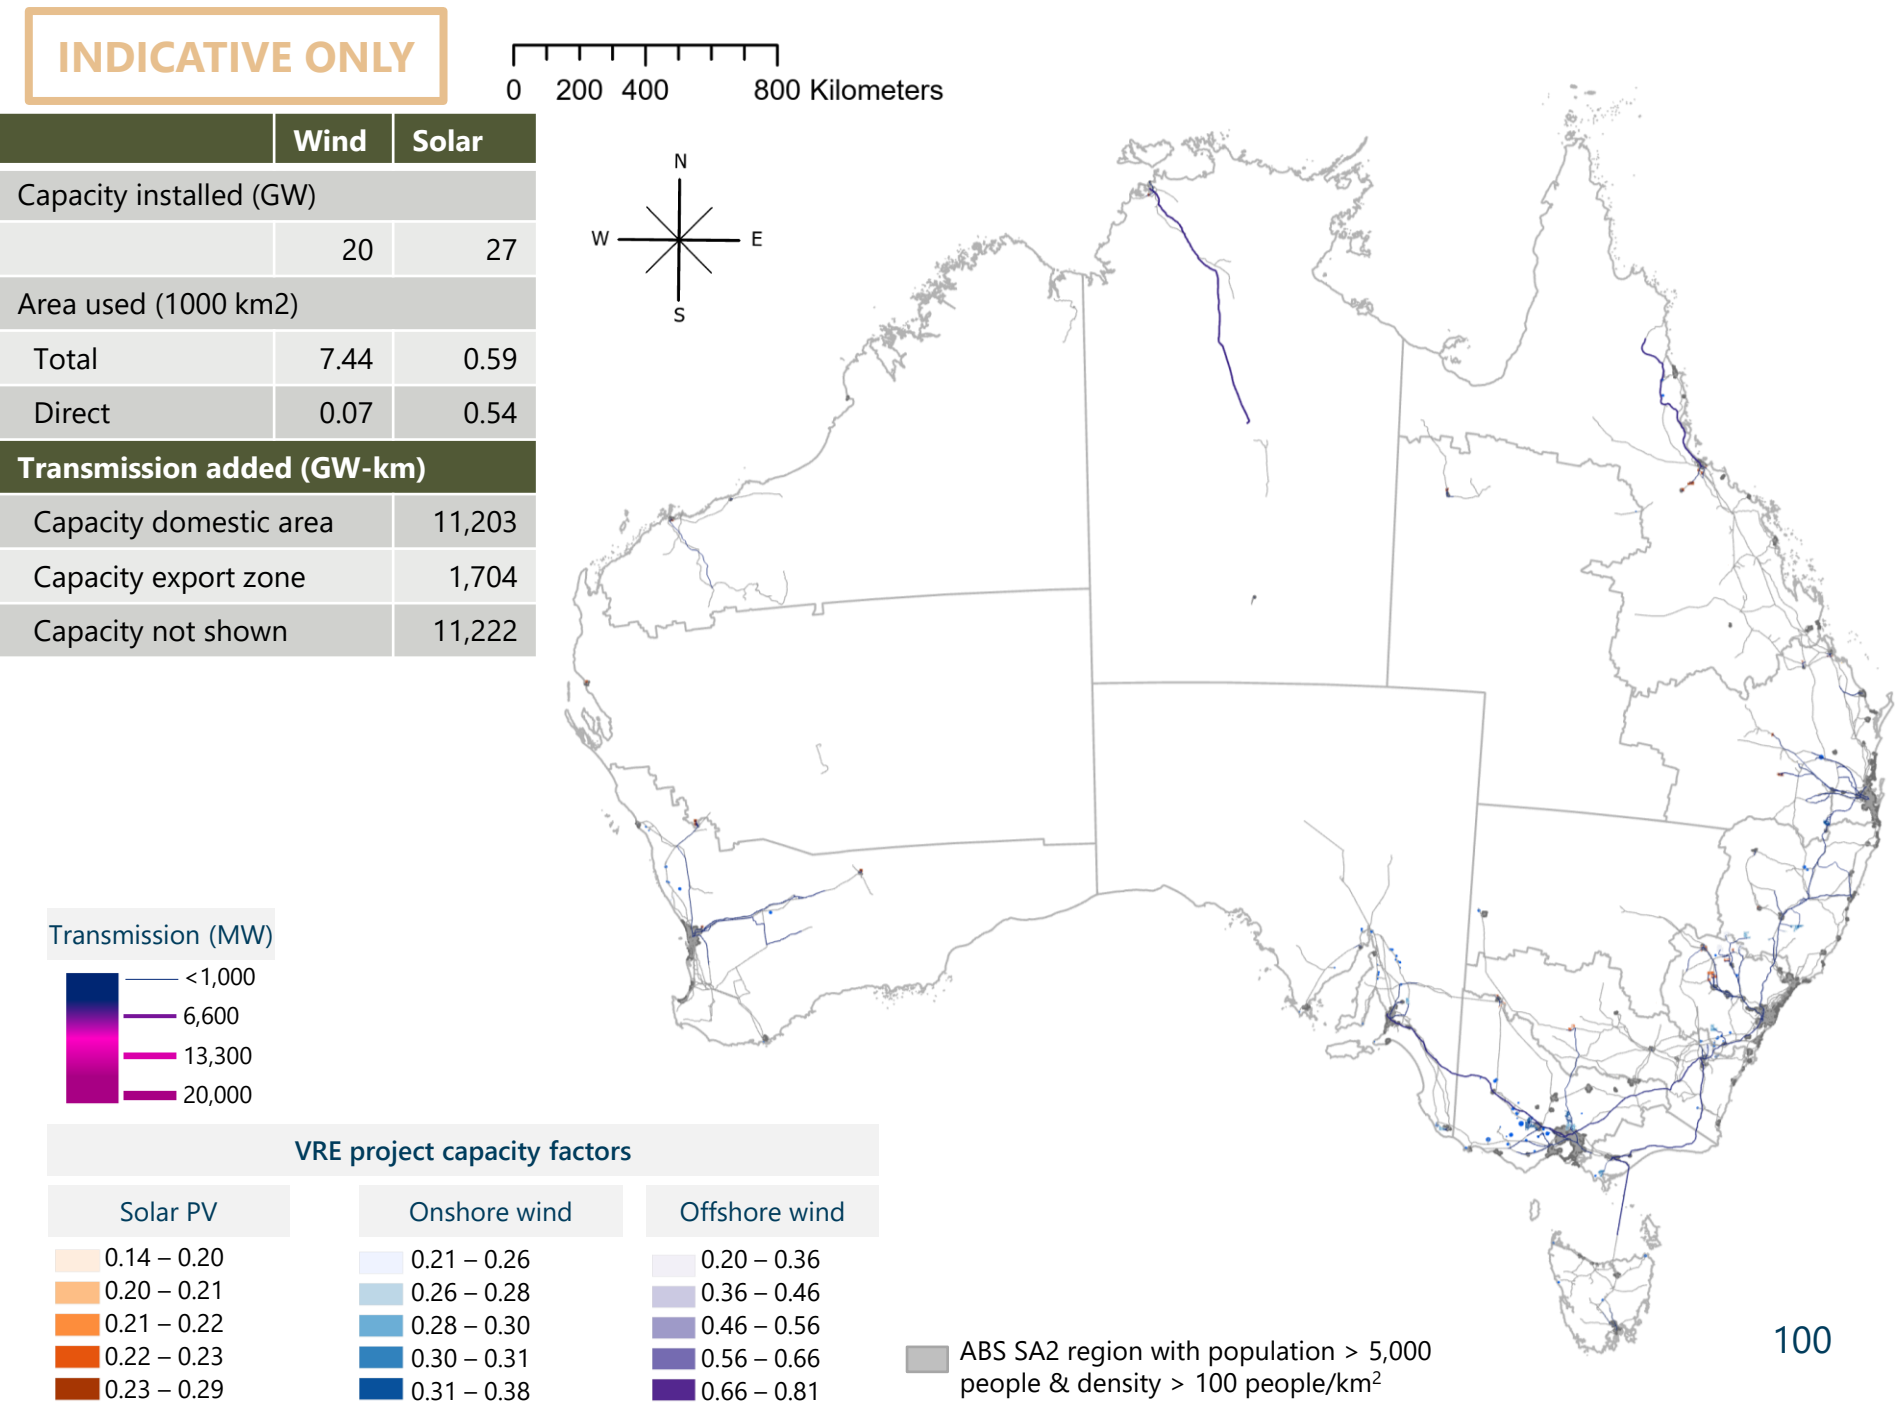 INDICATIVE ONLY
0 200 400 800 Kilometers
Wind Solar
Capacity installed (GW)
20 27
Area used (1000 km2)
Total 7.44 0.59
Direct 0.07 0.54
Transmission added (GW-km)
Capacity domestic area 11,203
Capacity export zone 1,704
Capacity not shown 11,222
N
W E
S
Transmission (MW)
<1,000
6,600
13,300
20,000
VRE project capacity factors
Solar PV Onshore wind Offshore wind
0.14 – 0.20 0.21 – 0.26 0.20 – 0.36
0.20 – 0.21 0.26 – 0.28 0.36 – 0.46
0.21 – 0.22 0.28 – 0.30 0.46 – 0.56
0.22 – 0.23 0.30 – 0.31 0.56 – 0.66
0.23 – 0.29 0.31 – 0.38 0.66 – 0.81
ABS SA2 region with population > 5,000
people & density > 100 people/km²
100